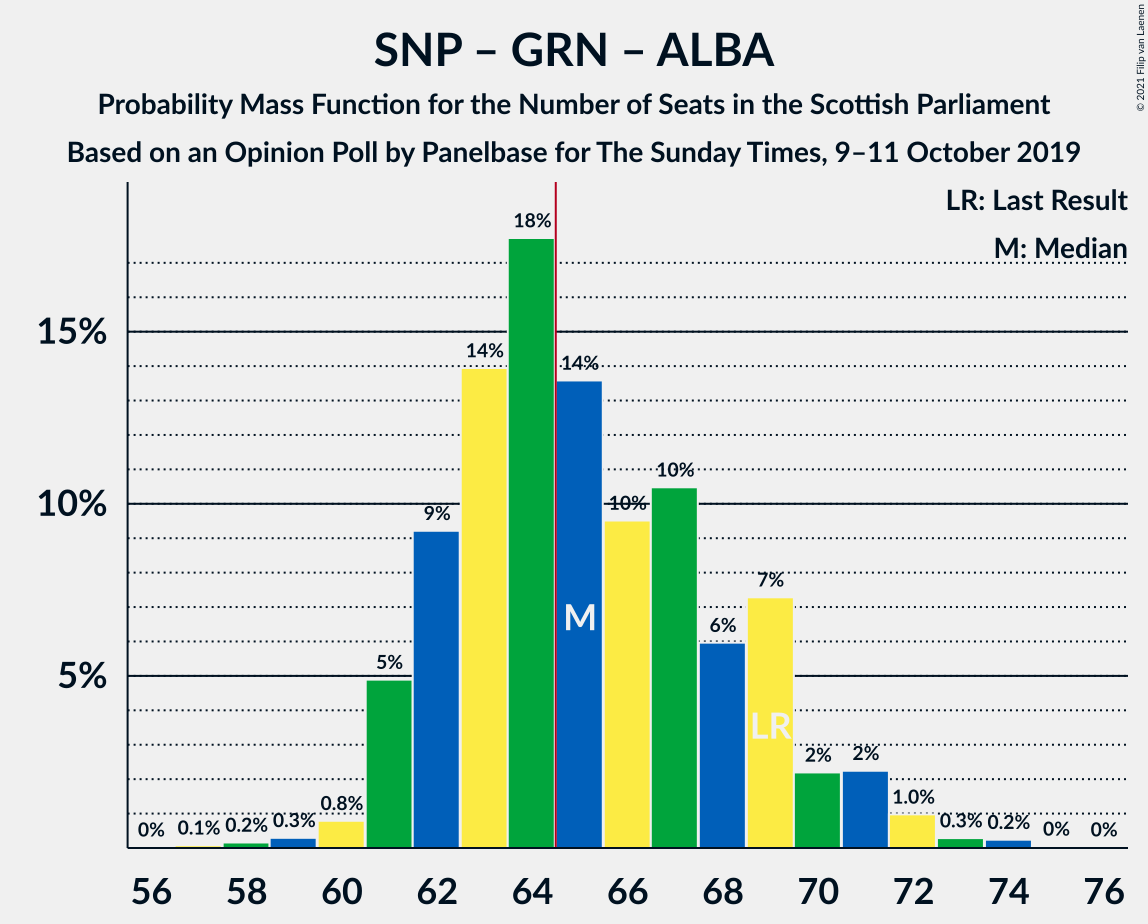 SNP – GRN – ALBA
Probability Mass Function for the Number of Seats in the Scottish Parliament
Based on an Opinion Poll by Panelbase for The Sunday Times, 9–11 October 2019
© 2021 Filip van Laenen
LR: Last Result
M: Median
15%
10%
5%
0%
0.1%
0.2%
0.3%
0.8%
5%
9%
14%
18%
14%
10%
10%
6%
7%
2%
2%
1.0%
0.3%
0.2%
0%
0%
M
LR
56 58 60 62 64 66 68 70 72 74 76